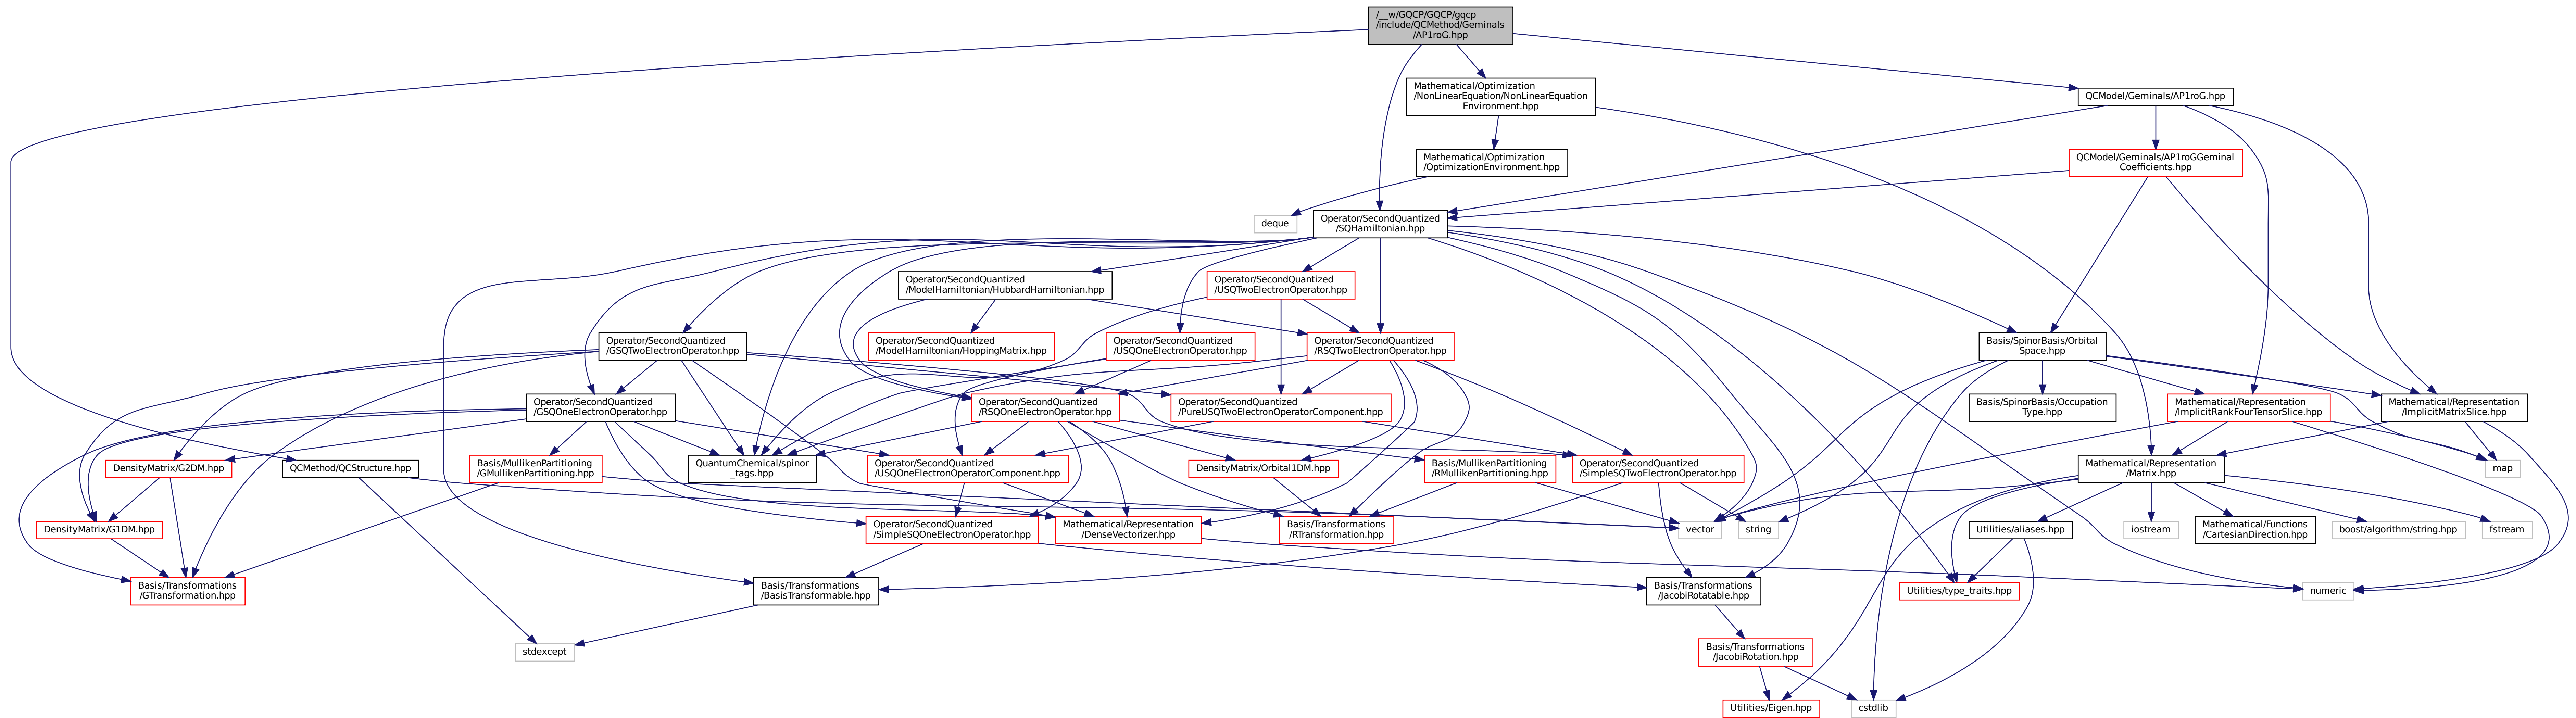 /__w/GQCP/GQCP/gqcp
/include/QCMethod/Geminals
/AP1roG.hpp
Mathematical/Optimization
/NonLinearEquation/NonLinearEquation
Environment.hpp
QCModel/Geminals/AP1roG.hpp
Mathematical/Optimization
/OptimizationEnvironment.hpp
QCModel/Geminals/AP1roGGeminal
Coefficients.hpp
deque
Operator/SecondQuantized
/SQHamiltonian.hpp
Operator/SecondQuantized
/ModelHamiltonian/HubbardHamiltonian.hpp
Operator/SecondQuantized
/USQTwoElectronOperator.hpp
Operator/SecondQuantized
/GSQTwoElectronOperator.hpp
Operator/SecondQuantized
/ModelHamiltonian/HoppingMatrix.hpp
Operator/SecondQuantized
/USQOneElectronOperator.hpp
Operator/SecondQuantized
/RSQTwoElectronOperator.hpp
Basis/SpinorBasis/Orbital
Space.hpp
Operator/SecondQuantized
/GSQOneElectronOperator.hpp
Operator/SecondQuantized
/RSQOneElectronOperator.hpp
Operator/SecondQuantized
/PureUSQTwoElectronOperatorComponent.hpp
Basis/SpinorBasis/Occupation
Type.hpp
Mathematical/Representation
/ImplicitRankFourTensorSlice.hpp
Mathematical/Representation
/ImplicitMatrixSlice.hpp
DensityMatrix/G2DM.hpp
QCMethod/QCStructure.hpp
Basis/MullikenPartitioning
/GMullikenPartitioning.hpp
QuantumChemical/spinor
_tags.hpp
Operator/SecondQuantized
/USQOneElectronOperatorComponent.hpp
DensityMatrix/Orbital1DM.hpp
Basis/MullikenPartitioning
/RMullikenPartitioning.hpp
Operator/SecondQuantized
/SimpleSQTwoElectronOperator.hpp
Mathematical/Representation
/Matrix.hpp
map
DensityMatrix/G1DM.hpp
Operator/SecondQuantized
/SimpleSQOneElectronOperator.hpp
Mathematical/Representation
/DenseVectorizer.hpp
Basis/Transformations
/RTransformation.hpp
vector
string
Utilities/aliases.hpp
iostream
Mathematical/Functions
/CartesianDirection.hpp
boost/algorithm/string.hpp
fstream
Basis/Transformations
/GTransformation.hpp
Basis/Transformations
/BasisTransformable.hpp
Basis/Transformations
/JacobiRotatable.hpp
Utilities/type_traits.hpp
numeric
stdexcept
Basis/Transformations
/JacobiRotation.hpp
Utilities/Eigen.hpp
cstdlib